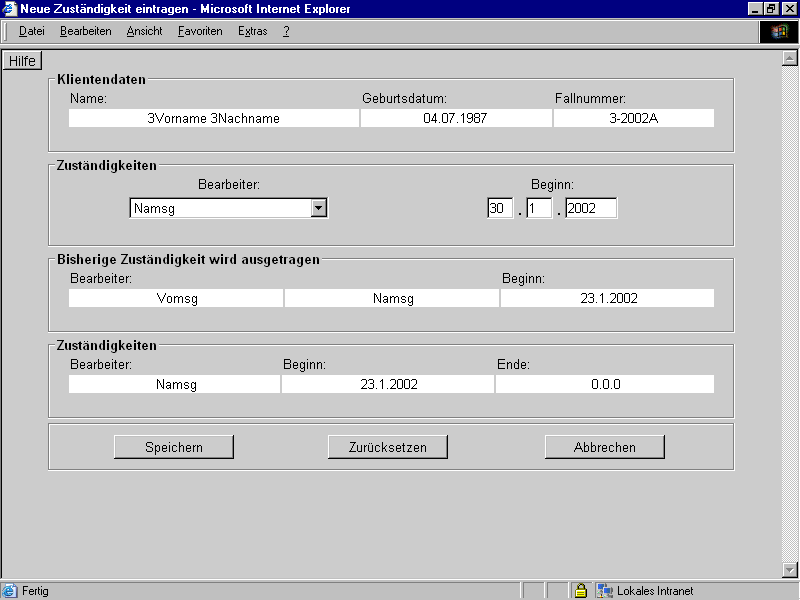 Neue Zuständigkeit eintragen - Microsoft Internet Explorer
Datei Bearbeiten Ansicht Favoriten Extras ?
Hilfe
Klientendaten
Name: Geburtsdatum: Fallnummer:
3Vorname 3Nachname 04.07.1987 3-2002A
Zuständigkeiten
Bearbeiter: Beginn:
Namsg 30 . 1 . 2002
Bisherige Zuständigkeit wird ausgetragen
Bearbeiter: Beginn:
Vornsg Namsg 23.1.2002
Zuständigkeiten
Bearbeiter: Beginn: Ende:
Namsg 23.1.2002 0.0.0
Speichern Zurücksetzen Abbrechen
Fertig Lokales Intranet